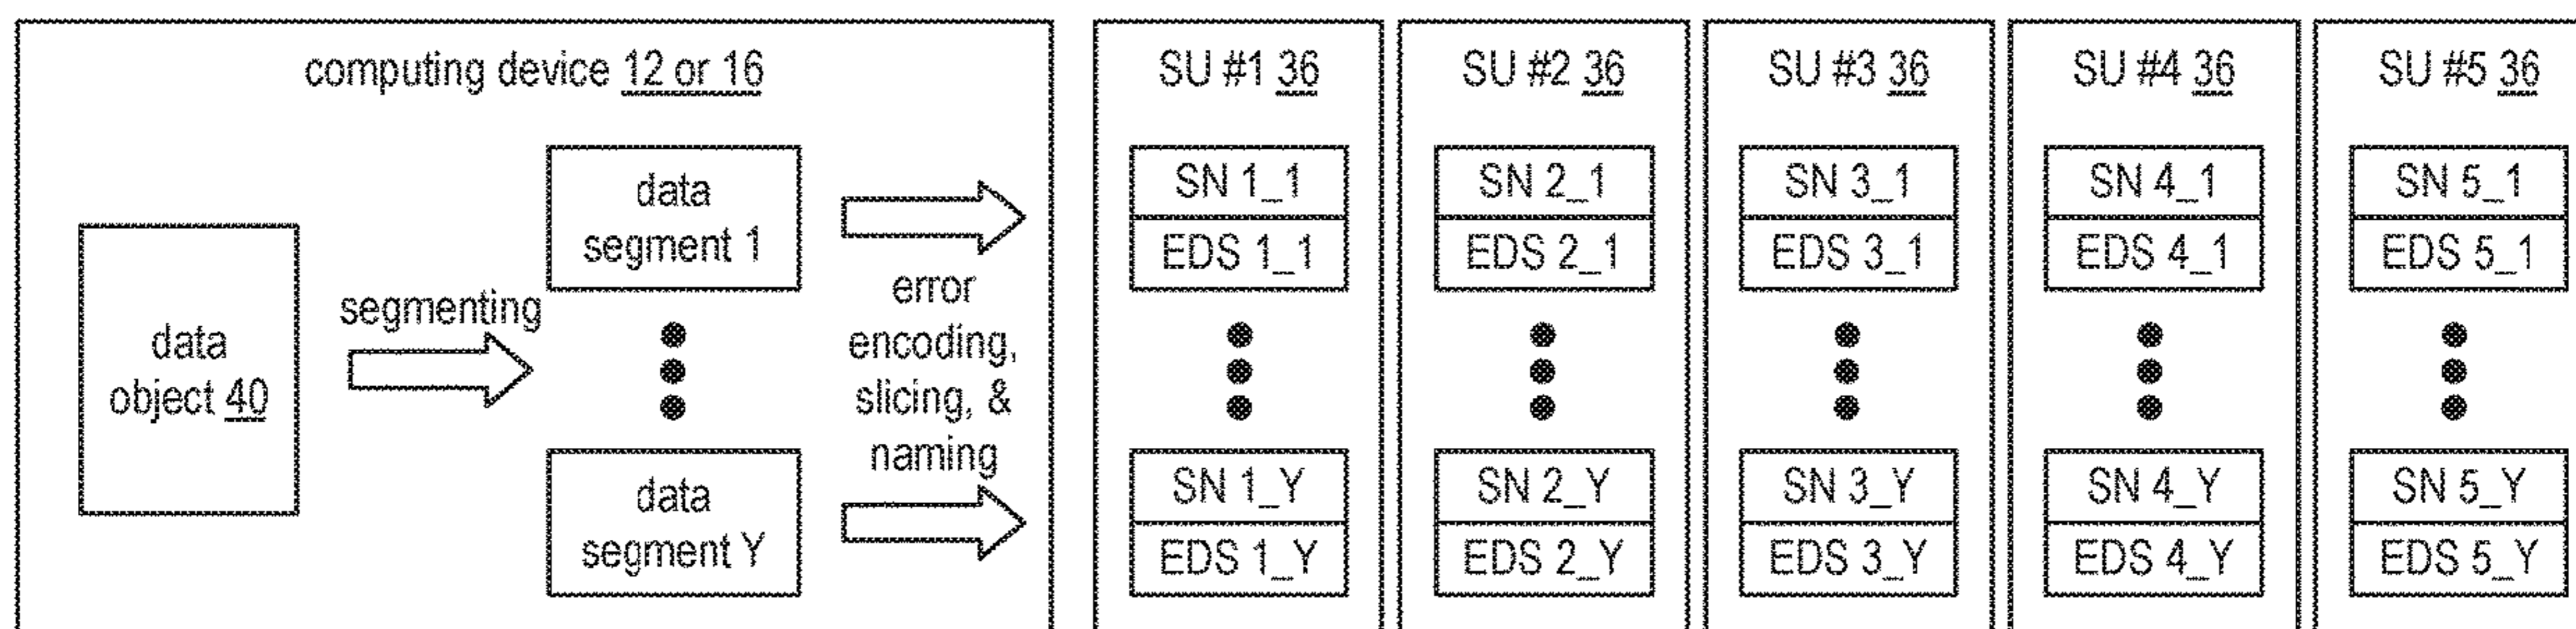 computing device 12 or 16
data
object 40
segmenting
data
segment 1
data
segment Y
error
encoding,
slicing, &
naming
SU #1 36
SN 1_1
EDS 1_1
SN 1_Y
EDS 1_Y
SU #2 36
SN 2_1
EDS 2_1
SN 2_Y
EDS 2_Y
SU #3 36
SN 3_1
EDS 3_1
SN 3_Y
EDS 3_Y
SU #4 36
SN 4_1
EDS 4_1
SN 4_Y
EDS 4_Y
SU #5 36
SN 5_1
EDS 5_1
SN 5_Y
EDS 5_Y